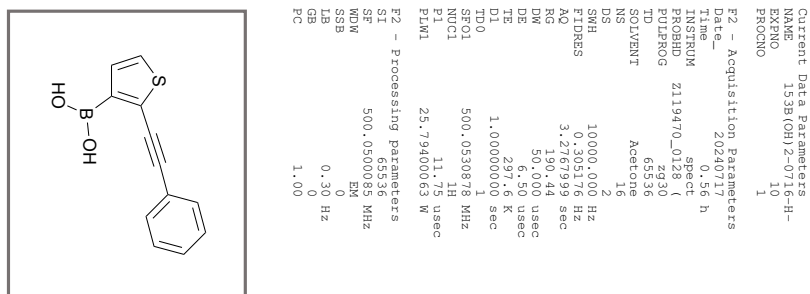 Current Data Parameters
NAME 153B(OH)2-0716-H-
EXPNO 10
PROCNO 1
F2 - Acquisition Parameters
Date_ 20240717
Time 0.56 h
INSTRUM spect
PROBHD Z119470_0128 (
PULPROG zg30
TD 65536
SOLVENT Acetone
NS 16
DS 2
SWH 10000.000 Hz
FIDRES 0.305176 Hz
AQ 3.2767999 sec
RG 190.44
DW 50.000 usec
DE 6.50 usec
TE 297.6 K
D1 1.00000000 sec
TD0 1
SFO1 500.0530878 MHz
NUC1 1H
P1 11.75 usec
PLW1 25.79400063 W
F2 - Processing parameters
SI 65536
SF 500.0500085 MHz
WDW EM
SSB 0
LB 0.30 Hz
GB 0
PC 1.00
S
B
OH
HO